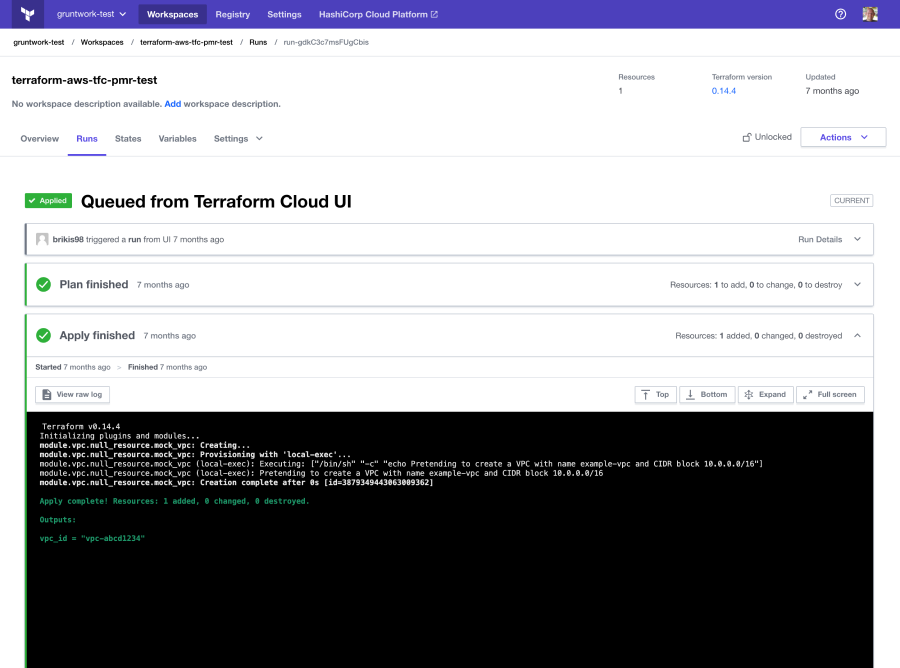 gruntwork-test Workspaces Registry Settings HashiCorp Cloud Platform
gruntwork-test / Workspaces / terraform-aws-tfc-pmr-test / Runs / run-gdkC3c7msFUgCbis
terraform-aws-tfc-pmr-test
No workspace description available. Add workspace description.
Resources Terraform version Updated
1 0.14.4 7 months ago
Overview Runs States Variables Settings Unlocked Actions
Applied Queued from Terraform Cloud UI CURRENT
brikis98 triggered a run from UI 7 months ago Run Details
Plan finished 7 months ago Resources: 1 to add, 0 to change, 0 to destroy
Apply finished 7 months ago Resources: 1 added, 0 changed, 0 destroyed
Started 7 months ago > Finished 7 months ago
View raw log Top Bottom Expand Full screen
Terraform v0.14.4
Initializing plugins and modules...
module.vpc.null_resource.mock_vpc: Creating...
module.vpc.null_resource.mock_vpc: Provisioning with 'local-exec'...
module.vpc.null_resource.mock_vpc (local-exec): Executing: ["/bin/sh" "-c" "echo Pretending to create a VPC with name example-vpc and CIDR block 10.0.0.0/16"]
module.vpc.null_resource.mock_vpc (local-exec): Pretending to create a VPC with name example-vpc and CIDR block 10.0.0.0/16
module.vpc.null_resource.mock_vpc: Creation complete after 0s [id=3879349443063009362]
Apply complete! Resources: 1 added, 0 changed, 0 destroyed.
Outputs:
vpc_id = "vpc-abcd1234"